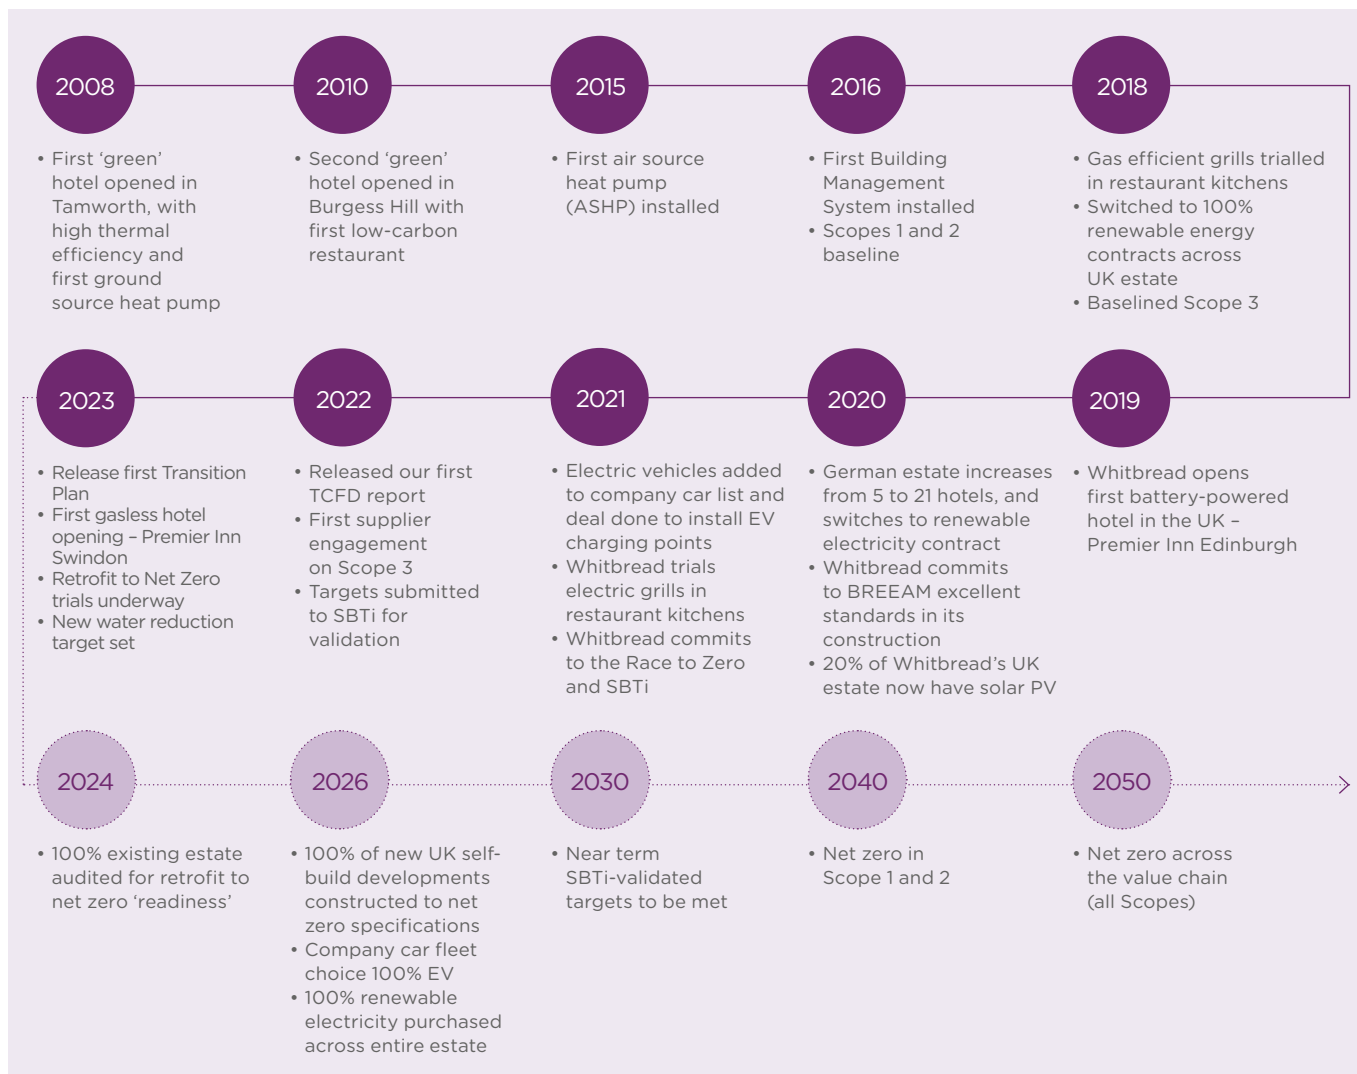 2008
• First ‘green’
hotel opened in
Tamworth, with
high thermal
efficiency and
first ground
source heat pump
2010
• Second ‘green’
hotel opened in
Burgess Hill with
first low-carbon
restaurant
2015
• First air source
heat pump
(ASHP) installed
2016
• First Building
Management
System installed
• Scopes 1 and 2
baseline
2018
• Gas efficient grills trialled
in restaurant kitchens
• Switched to 100%
renewable energy
contracts across
UK estate
• Baselined Scope 3
2019
• Whitbread opens
first battery-powered
hotel in the UK –
Premier Inn Edinburgh
2020
• German estate increases
from 5 to 21 hotels, and
switches to renewable
electricity contract
• Whitbread commits
to BREEAM excellent
standards in its
construction
• 20% of Whitbread’s UK
estate now have solar PV
2021
• Electric vehicles added
to company car list and
deal done to install EV
charging points
• Whitbread trials
electric grills in
restaurant kitchens
• Whitbread commits
to the Race to Zero
and SBTi
2022
• Released our first
TCFD report
• First supplier
engagement
on Scope 3
• Targets submitted
to SBTi for
validation
2023
• Release first Transition
Plan
• First gasless hotel
opening – Premier Inn
Swindon
• Retrofit to Net Zero
trials underway
• New water reduction
target set
2024
• 100% existing estate
audited for retrofit to
net zero ‘readiness’
2026
• 100% of new UK self-
build developments
constructed to net
zero specifications
• Company car fleet
choice 100% EV
• 100% renewable
electricity purchased
across entire estate
2030
• Near term
SBTi-validated
targets to be met
2040
• Net zero in
Scope 1 and 2
2050
• Net zero across
the value chain
(all Scopes)